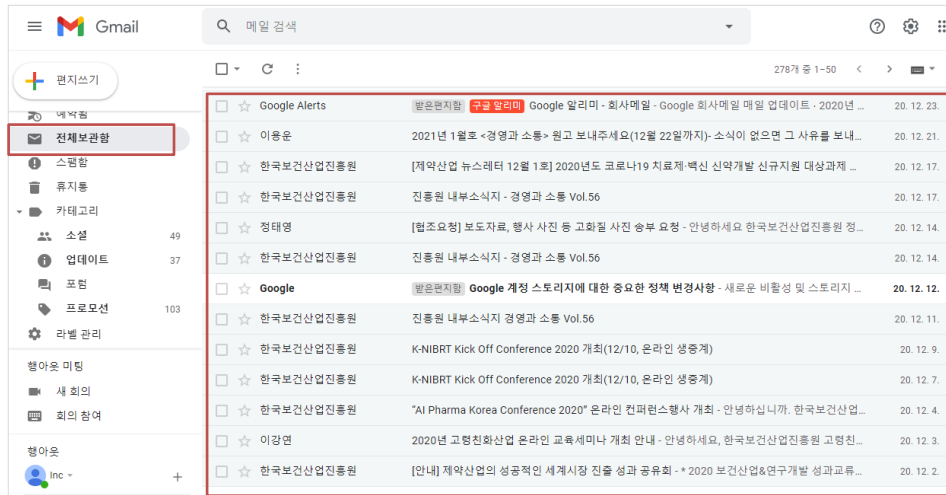 Gmail
메일 검색
편지쓰기
278개 중 1-50
예약됨
전체보관함
스팸함
휴지통
카테고리
소셜 49
업데이트 37
포럼
프로모션 103
라벨 관리
행아웃 미팅
새 회의
회의 참여
행아웃
Inc
Google Alerts 받은편지함 구글 알리미 Google 알리미 - 회사메일 - Google 회사메일 매일 업데이트 · 2020년 ... 20. 12. 23.
이용운 2021년 1월호 <경영과 소통> 원고 보내주세요(12월 22일까지)- 소식이 없으면 그 사유를 보내... 20. 12. 21.
한국보건산업진흥원 [제약산업 뉴스레터 12월 1호] 2020년도 코로나19 치료제·백신 신약개발 신규지원 대상과제 ... 20. 12. 17.
한국보건산업진흥원 진흥원 내부소식지 - 경영과 소통 Vol.56 20. 12. 17.
정태영 [협조요청] 보도자료, 행사 사진 등 고화질 사진 송부 요청 - 안녕하세요 한국보건산업진흥원 정... 20. 12. 14.
한국보건산업진흥원 진흥원 내부소식지 - 경영과 소통 Vol.56 20. 12. 14.
Google 받은편지함 Google 계정 스토리지에 대한 중요한 정책 변경사항 - 새로운 비활성 및 스토리지 ... 20. 12. 12.
한국보건산업진흥원 진흥원 내부소식지 경영과 소통 Vol.56 20. 12. 11.
한국보건산업진흥원 K-NIBRT Kick Off Conference 2020 개최(12/10, 온라인 생중계) 20. 12. 9.
한국보건산업진흥원 K-NIBRT Kick Off Conference 2020 개최(12/10, 온라인 생중계) 20. 12. 7.
한국보건산업진흥원 "AI Pharma Korea Conference 2020" 온라인 컨퍼런스행사 개최 - 안녕하십니까. 한국보건산업... 20. 12. 4.
이강연 2020년 고령친화산업 온라인 교육세미나 개최 안내 - 안녕하세요, 한국보건산업진흥원 고령친... 20. 12. 3.
한국보건산업진흥원 [안내] 제약산업의 성공적인 세계시장 진출 성과 공유회 - * 2020 보건산업&연구개발 성과교류... 20. 12. 2.